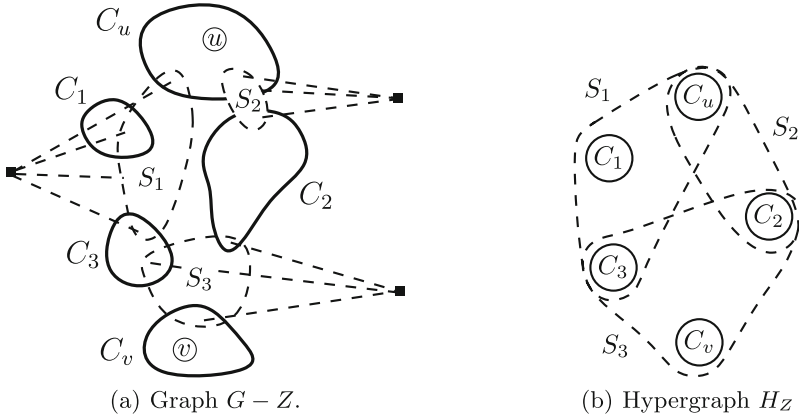 C_u
u
C_1
S_2
S_1
C_2
C_3
S_3
C_v
v
(a) Graph G − Z.
S_1
C_u
S_2
C_1
C_2
C_3
S_3
C_v
(b) Hypergraph H_Z